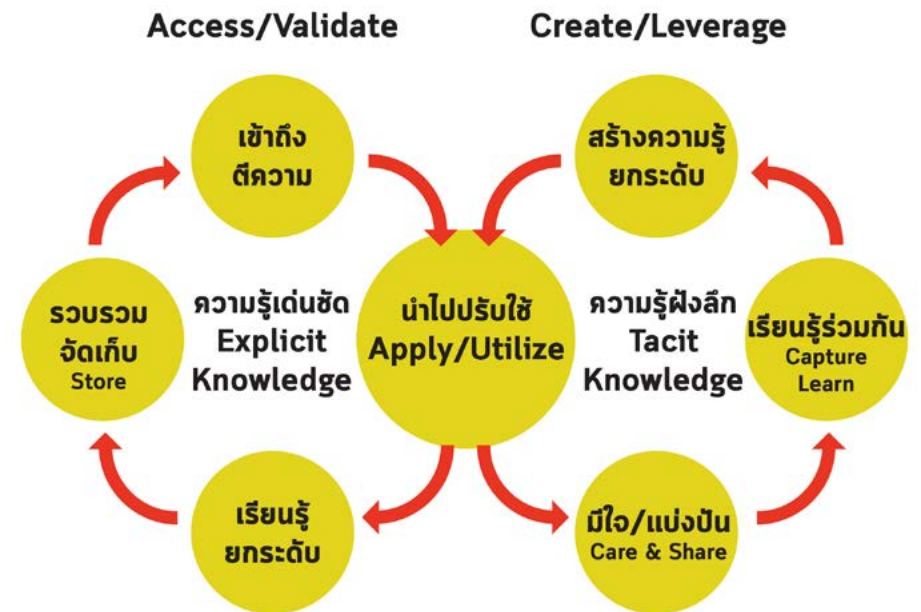 Access/Validate
Create/Leverage
เข้าถึง
ตีความ
สร้างความรู้
ยกระดับ
รวบรวม
จัดเก็บ
Store
ความรู้เด่นชัด
Explicit
Knowledge
นำไปปรับใช้
Apply/Utilize
ความรู้ฝังลึก
Tacit
Knowledge
เรียนรู้ร่วมกัน
Capture
Learn
เรียนรู้
ยกระดับ
มีใจ/แบ่งปัน
Care & Share